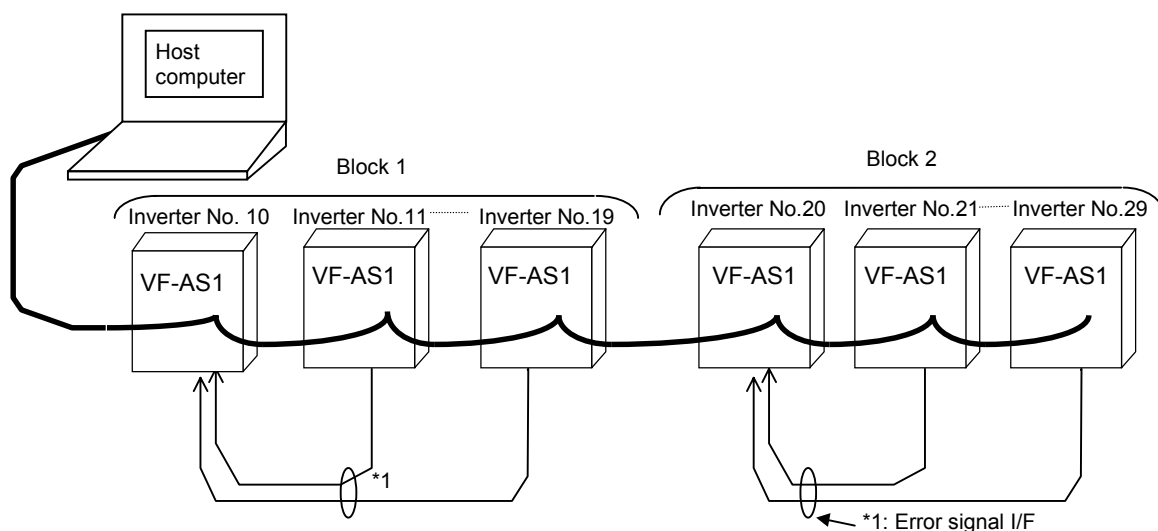 Host
computer
Block 1
Block 2
Inverter No. 10
Inverter No.11
Inverter No.19
Inverter No.20
Inverter No.21
Inverter No.29
VF-AS1
VF-AS1
VF-AS1
VF-AS1
VF-AS1
VF-AS1
*1
*1: Error signal I/F